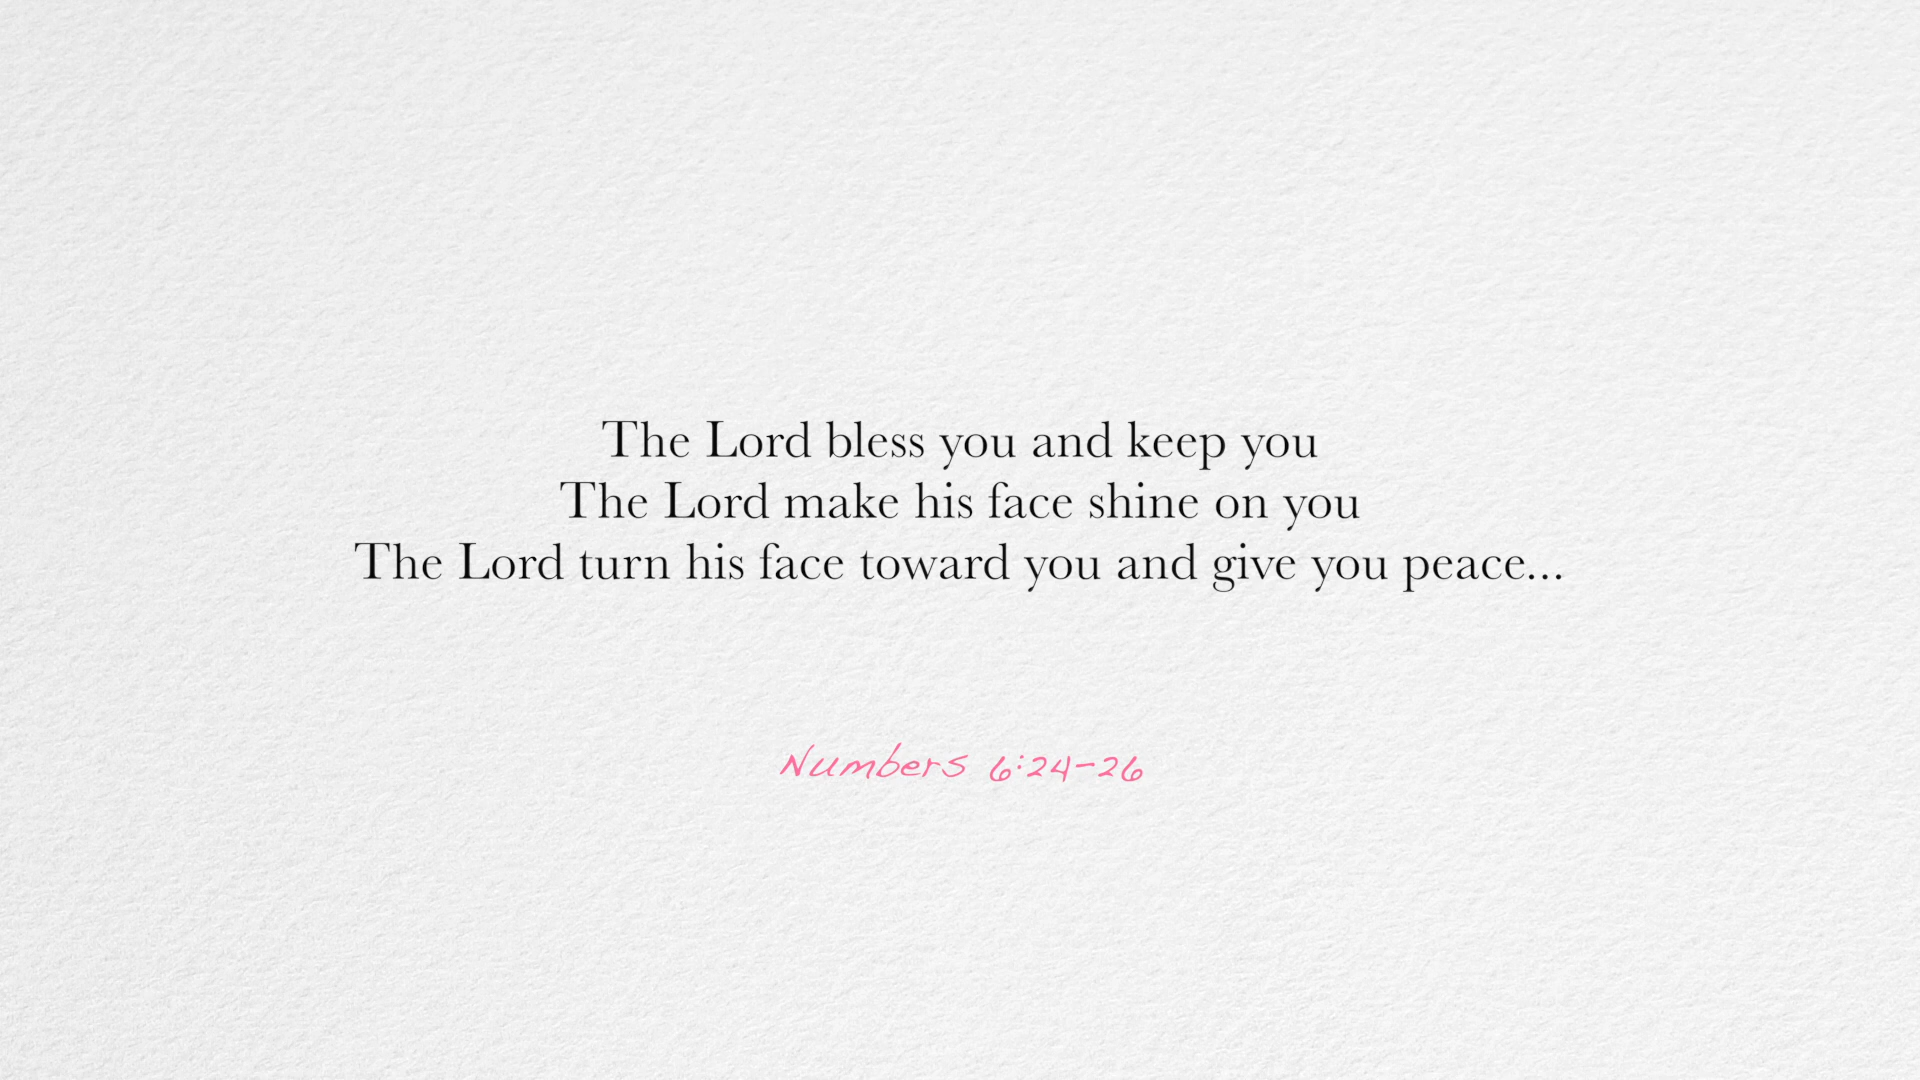 The Lord bless you and keep you
The Lord make his face shine on you
The Lord turn his face toward you and give you peace...
Numbers 6:24-26